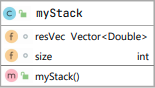 C myStack
f resVec Vector<Double>
f size int
m myStack()